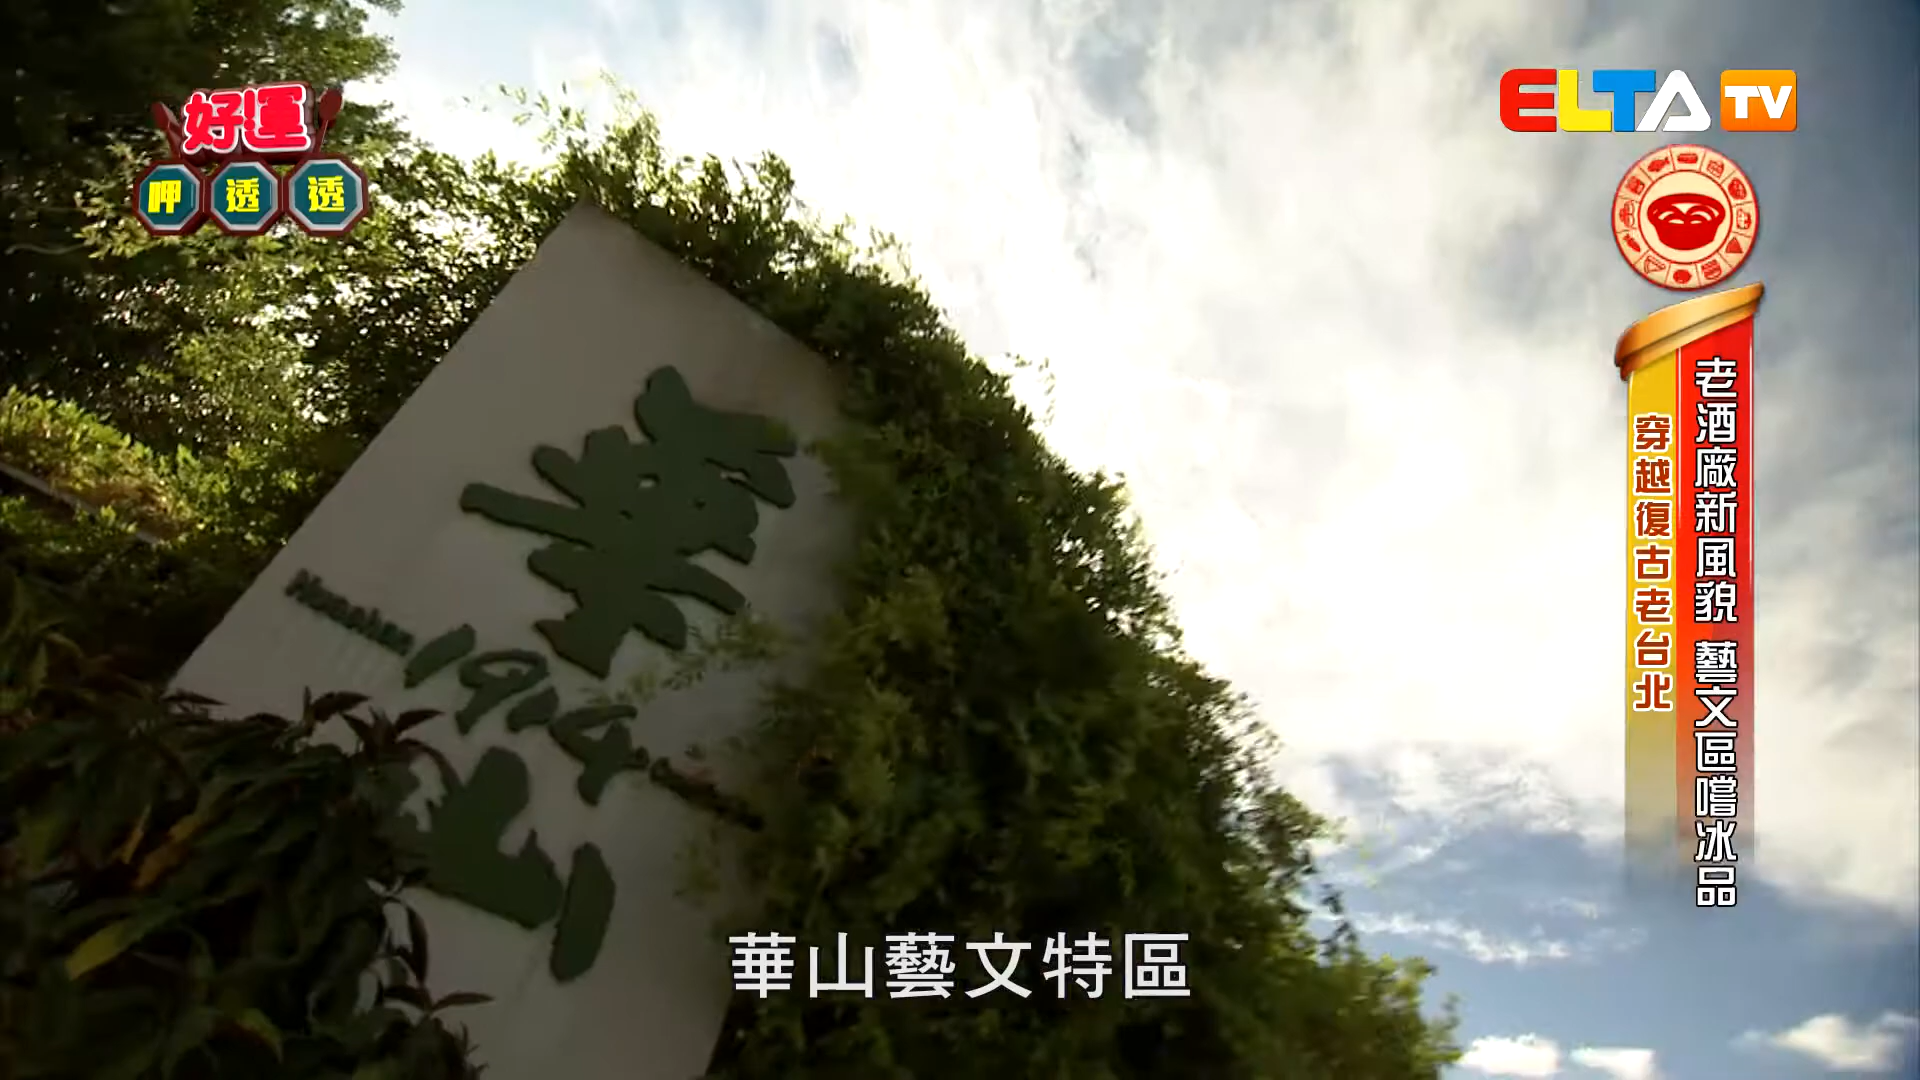 好運
呷透透
ELTA TV
老酒廠新風貌 藝文區嚐冰品
穿越復古老台北
華
Huashan
1914
山
華山藝文特區